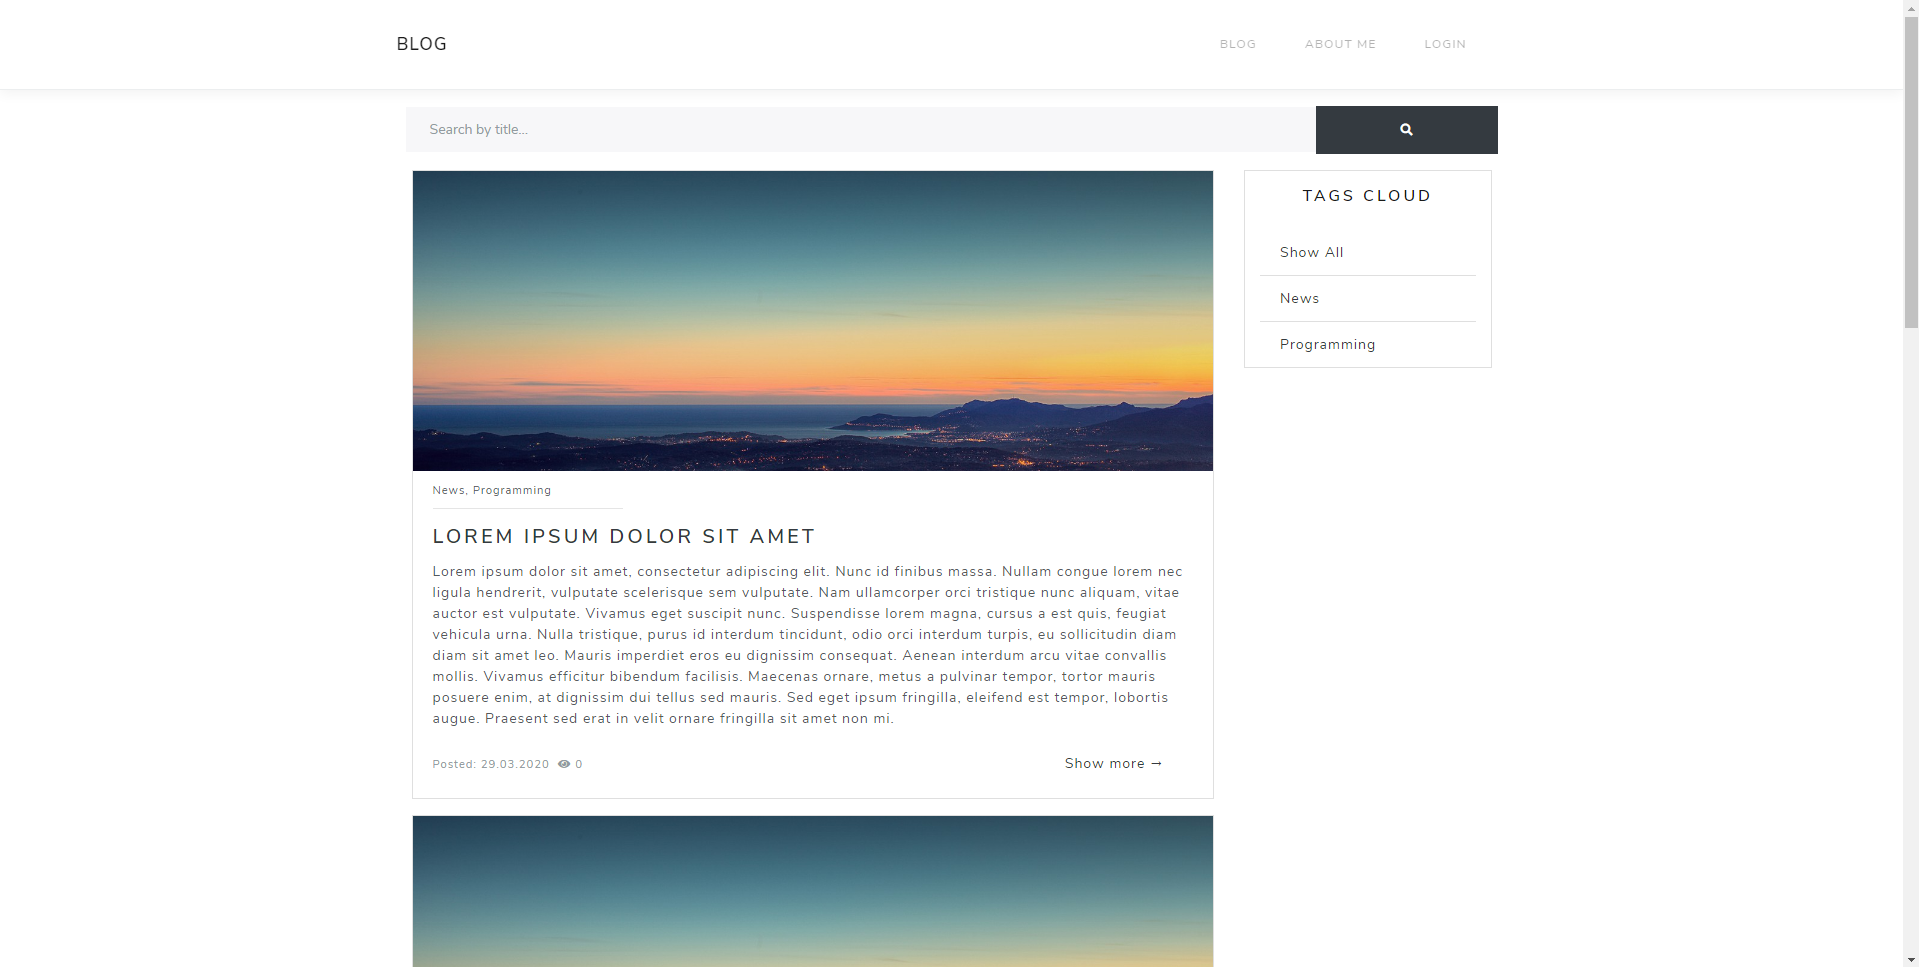 BLOG
BLOG ABOUT ME LOGIN
Search by title...
TAGS CLOUD
Show All
News
Programming
News, Programming
LOREM IPSUM DOLOR SIT AMET
Lorem ipsum dolor sit amet, consectetur adipiscing elit. Nunc id finibus massa. Nullam congue lorem nec
ligula hendrerit, vulputate scelerisque sem vulputate. Nam ullamcorper orci tristique nunc aliquam, vitae
auctor est vulputate. Vivamus eget suscipit nunc. Suspendisse lorem magna, cursus a est quis, feugiat
vehicula urna. Nulla tristique, purus id interdum tincidunt, odio orci interdum turpis, eu sollicitudin diam
diam sit amet leo. Mauris imperdiet eros eu dignissim consequat. Aenean interdum arcu vitae convallis
mollis. Vivamus efficitur bibendum facilisis. Maecenas ornare, metus a pulvinar tempor, tortor mauris
posuere enim, at dignissim dui tellus sed mauris. Sed eget ipsum fringilla, eleifend est tempor, lobortis
augue. Praesent sed erat in velit ornare fringilla sit amet non mi.
Posted: 29.03.2020 0
Show more →